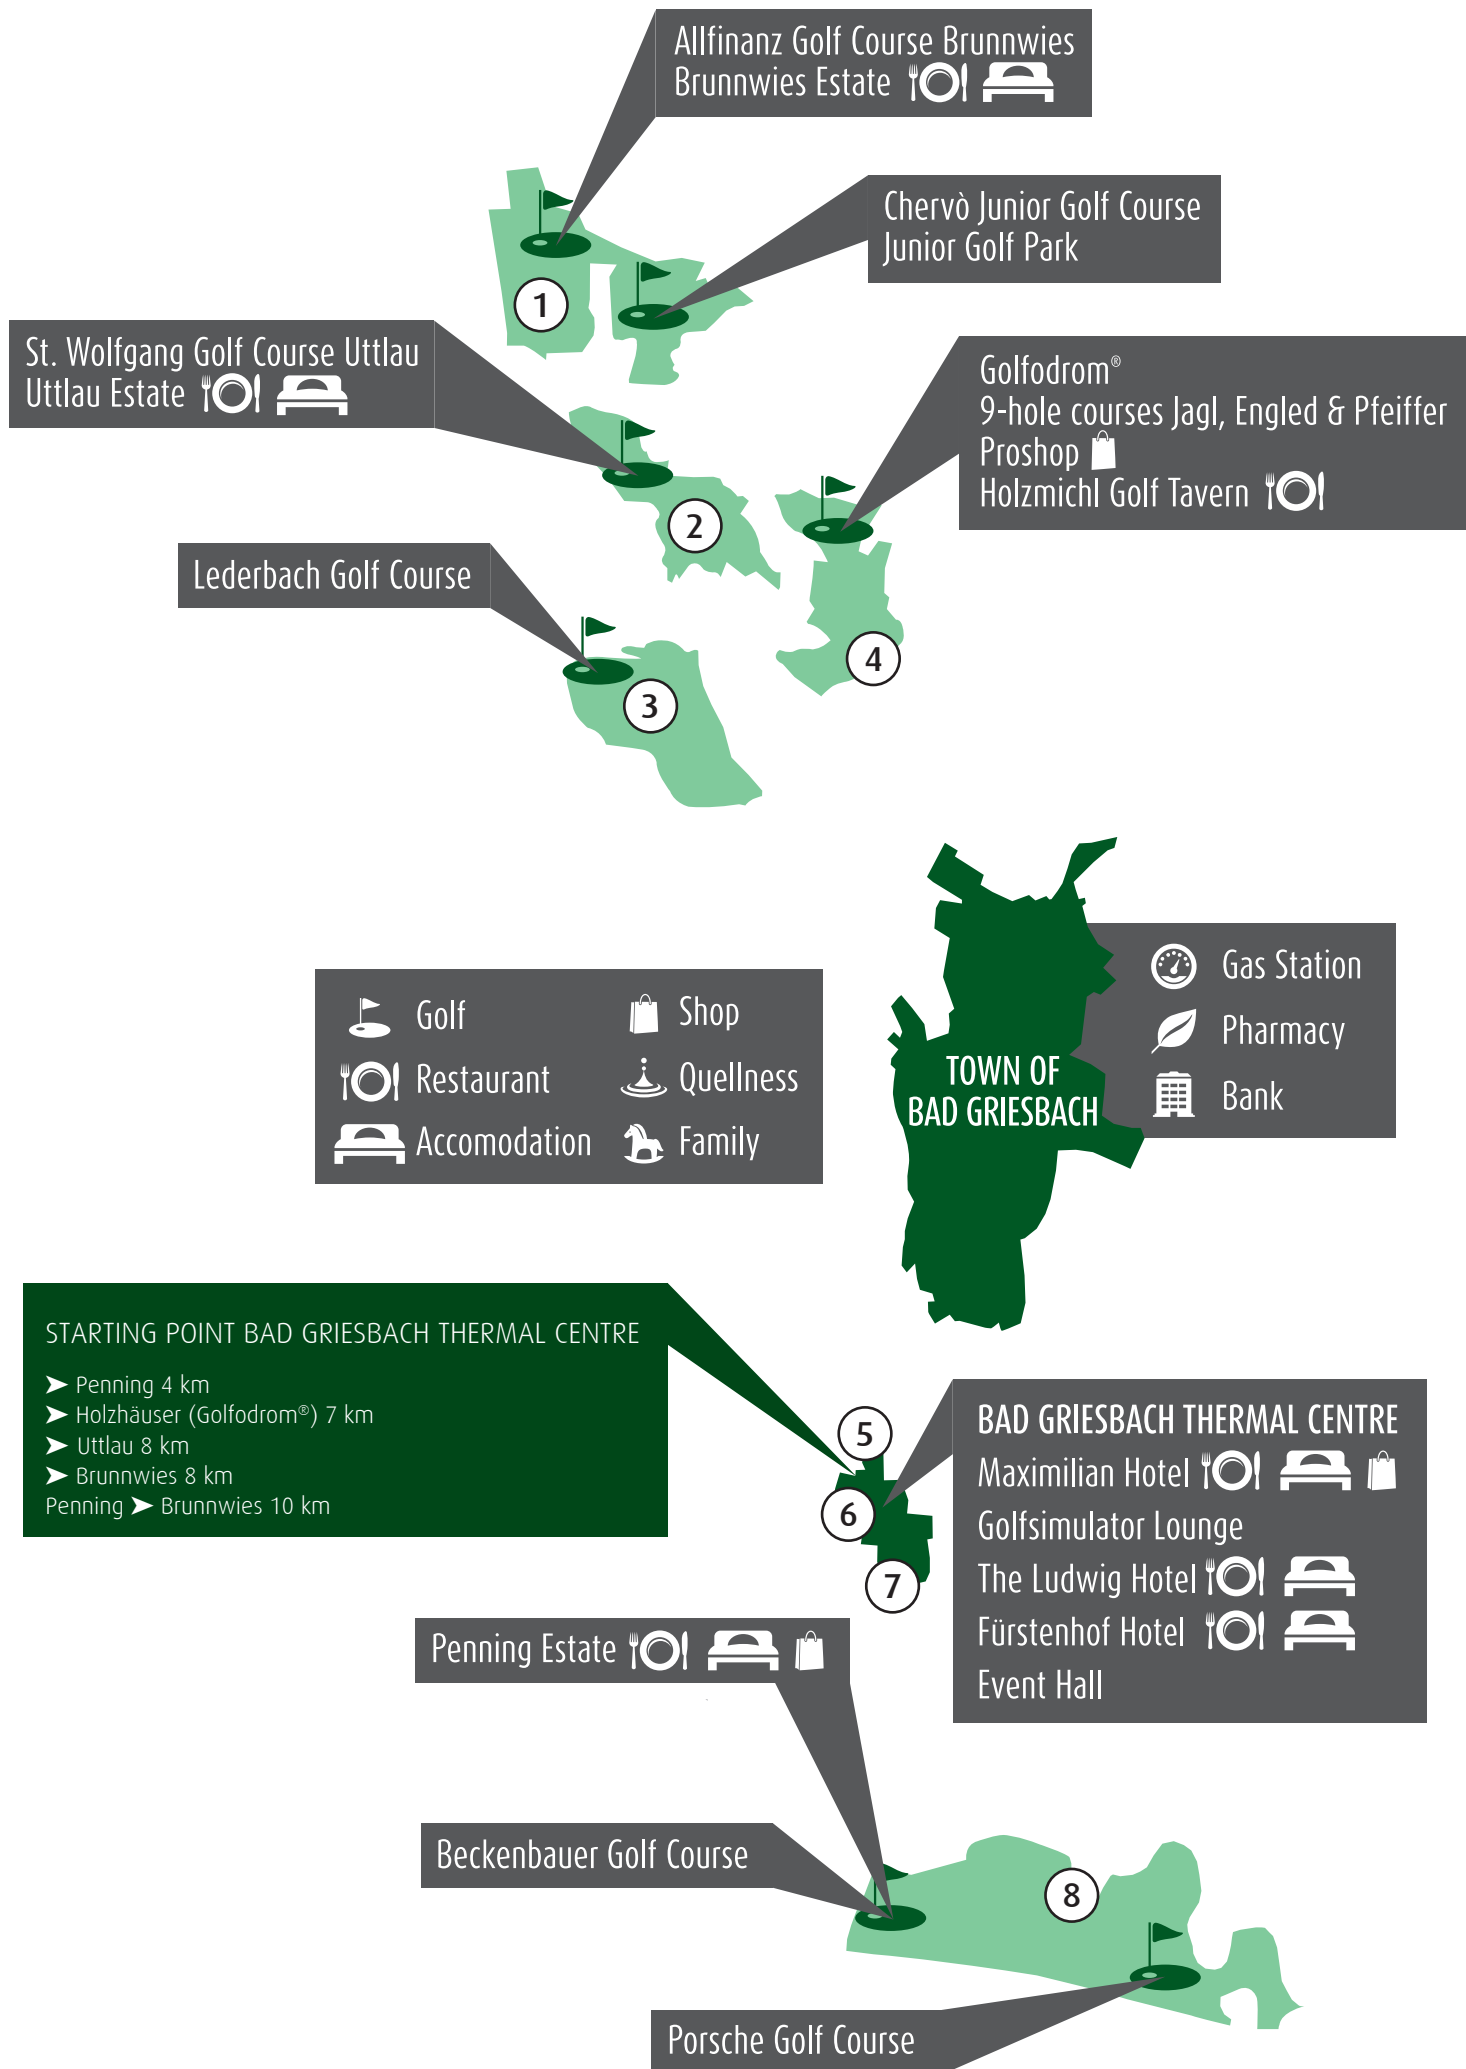 Allfinanz Golf Course Brunnwies
Brunnwies Estate
Chervò Junior Golf Course
Junior Golf Park
1
St. Wolfgang Golf Course Uttlau
Uttlau Estate
Golfodrom®
9-hole courses Jagl, Engled & Pfeiffer
Proshop
Holzmichl Golf Tavern
2
Lederbach Golf Course
4
3
Golf
Restaurant
Accomodation
Shop
Quellness
Family
TOWN OF
BAD GRIESBACH
Gas Station
Pharmacy
Bank
STARTING POINT BAD GRIESBACH THERMAL CENTRE
➤ Penning 4 km
➤ Holzhäuser (Golfodrom®) 7 km
➤ Uttlau 8 km
➤ Brunnwies 8 km
Penning ➤ Brunnwies 10 km
5
6
7
BAD GRIESBACH THERMAL CENTRE
Maximilian Hotel
Golfsimulator Lounge
The Ludwig Hotel
Fürstenhof Hotel
Event Hall
Penning Estate
Beckenbauer Golf Course
8
Porsche Golf Course